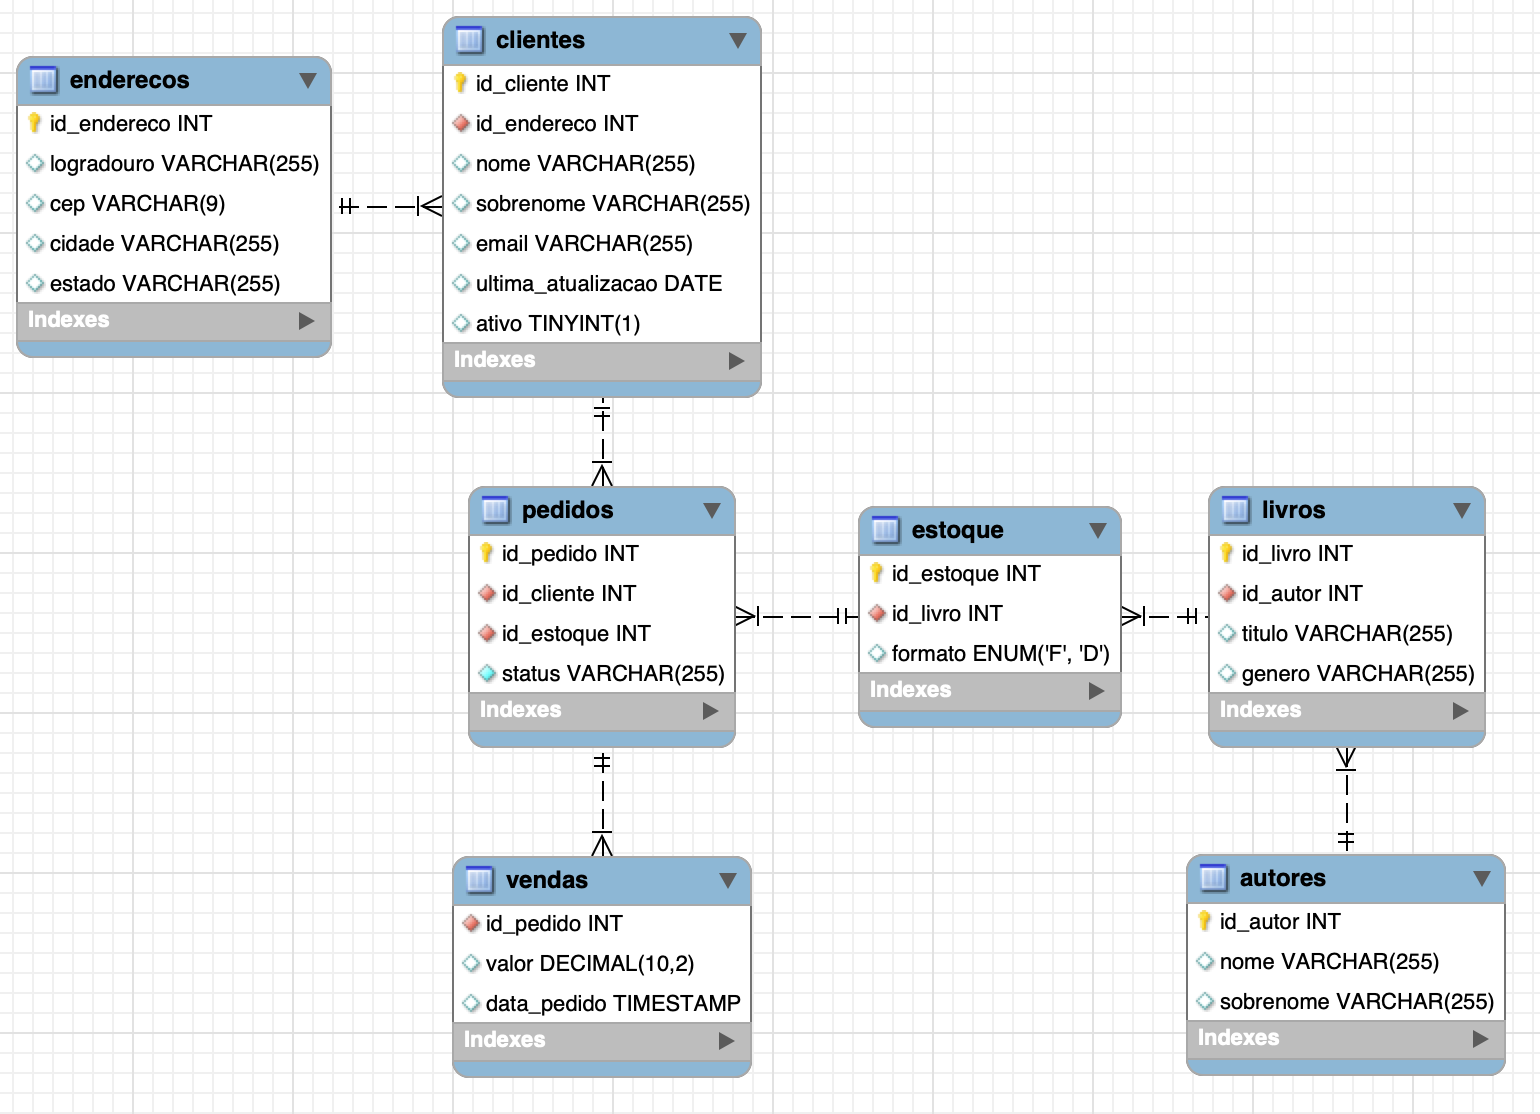 enderecos
id_endereco INT
logradouro VARCHAR(255)
cep VARCHAR(9)
cidade VARCHAR(255)
estado VARCHAR(255)
Indexes
clientes
id_cliente INT
id_endereco INT
nome VARCHAR(255)
sobrenome VARCHAR(255)
email VARCHAR(255)
ultima_atualizacao DATE
ativo TINYINT(1)
Indexes
pedidos
id_pedido INT
id_cliente INT
id_estoque INT
status VARCHAR(255)
Indexes
estoque
id_estoque INT
id_livro INT
formato ENUM('F', 'D')
Indexes
livros
id_livro INT
id_autor INT
titulo VARCHAR(255)
genero VARCHAR(255)
Indexes
vendas
id_pedido INT
valor DECIMAL(10,2)
data_pedido TIMESTAMP
Indexes
autores
id_autor INT
nome VARCHAR(255)
sobrenome VARCHAR(255)
Indexes